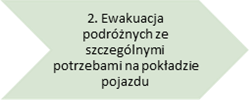 2. Ewakuacja
podróżnych ze
szczególnymi
potrzebami na pokładzie
pojazdu